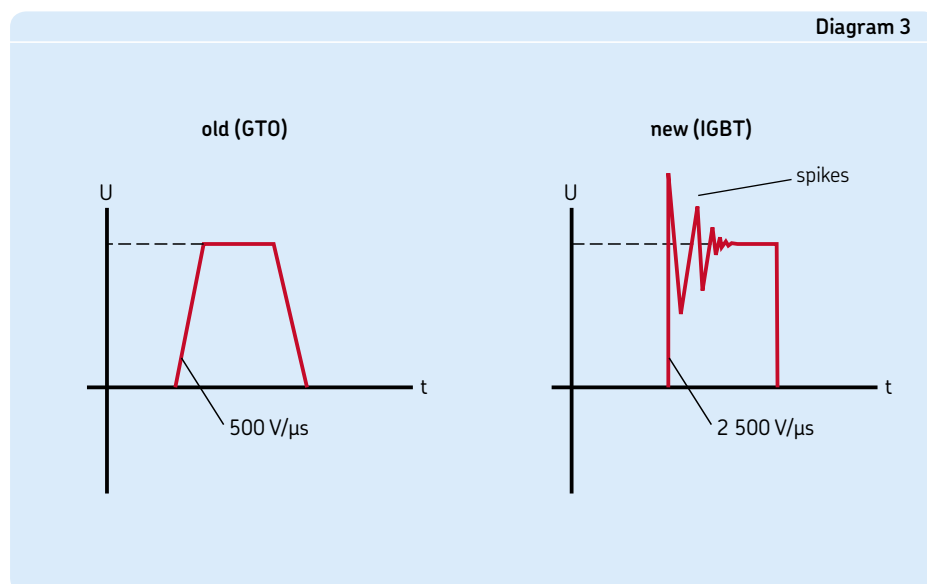 Diagram 3
old (GTO)
U
t
500 V/µs
new (IGBT)
U
spikes
t
2 500 V/µs